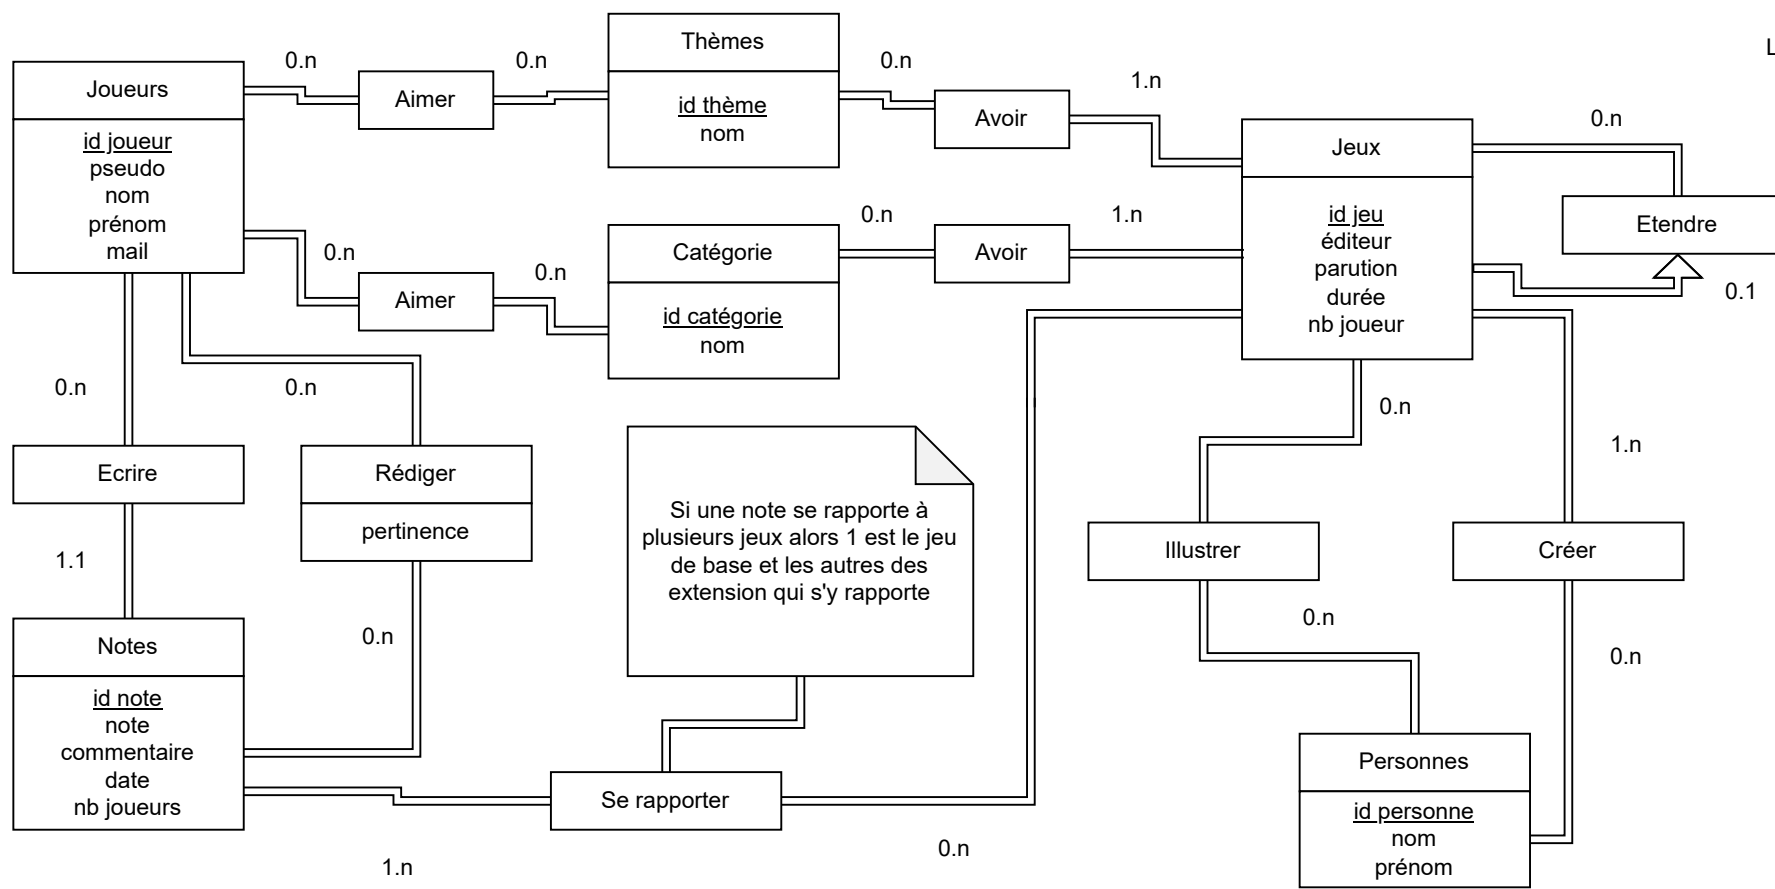 0.n
0.n
Thèmes
0.n
L
Joueurs
Aimer
1.n
id thème
nom
Avoir
0.n
Jeux
id joueur
pseudo
nom
prénom
mail
0.n
0.n
Catégorie
0.n
Avoir
1.n
id jeu
éditeur
parution
durée
nb joueur
Etendre
0.1
Aimer
id catégorie
nom
0.n
0.n
0.n
1.n
Ecrire
Rédiger
pertinence
Si une note se rapporte à
plusieurs jeux alors 1 est le jeu
de base et les autres des
extension qui s'y rapporte
Illustrer
Créer
1.1
0.n
0.n
0.n
Notes
id note
note
commentaire
date
nb joueurs
Se rapporter
Personnes
id personne
nom
prénom
1.n
0.n